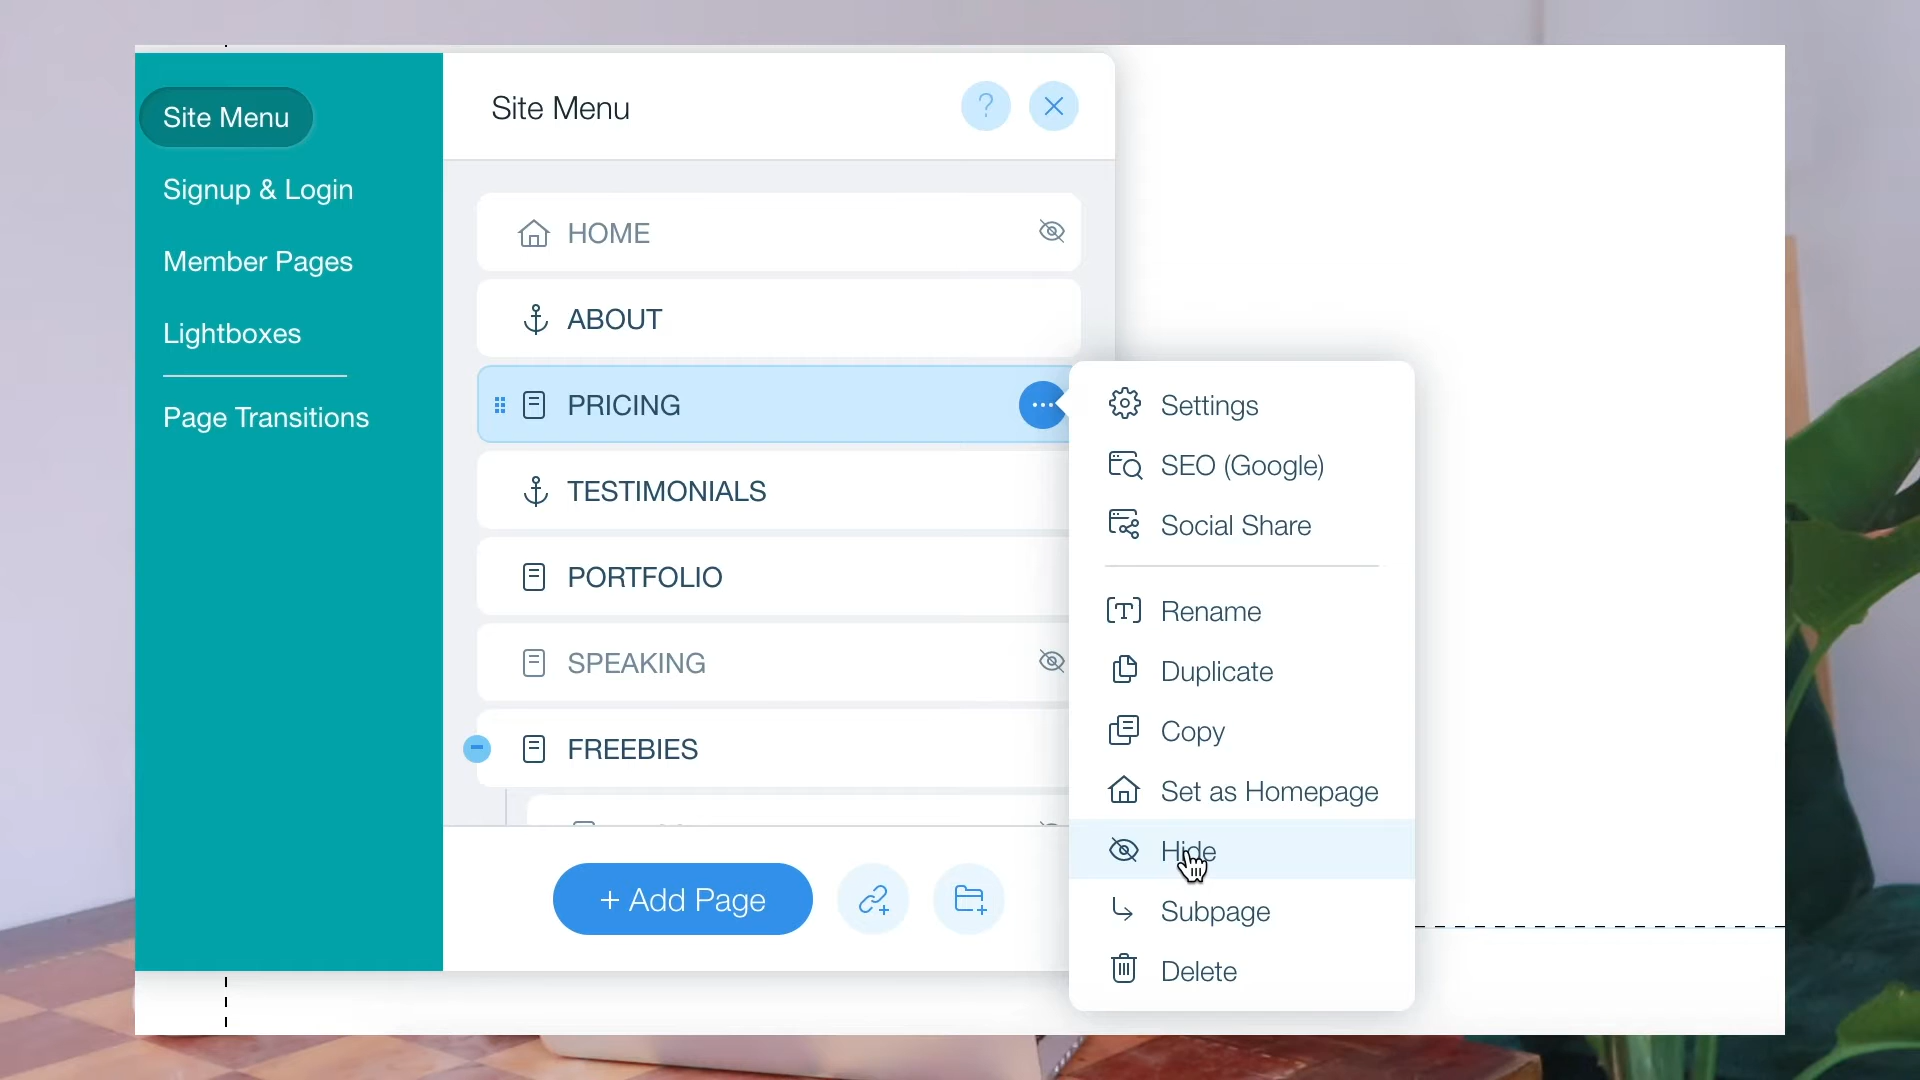 Site Menu
Signup & Login
Member Pages
Lightboxes
Page Transitions
Site Menu
?
HOME
ABOUT
PRICING
TESTIMONIALS
PORTFOLIO
SPEAKING
FREEBIES
+ Add Page
Settings
SEO (Google)
Social Share
Rename
Duplicate
Copy
Set as Homepage
Hide
Subpage
Delete